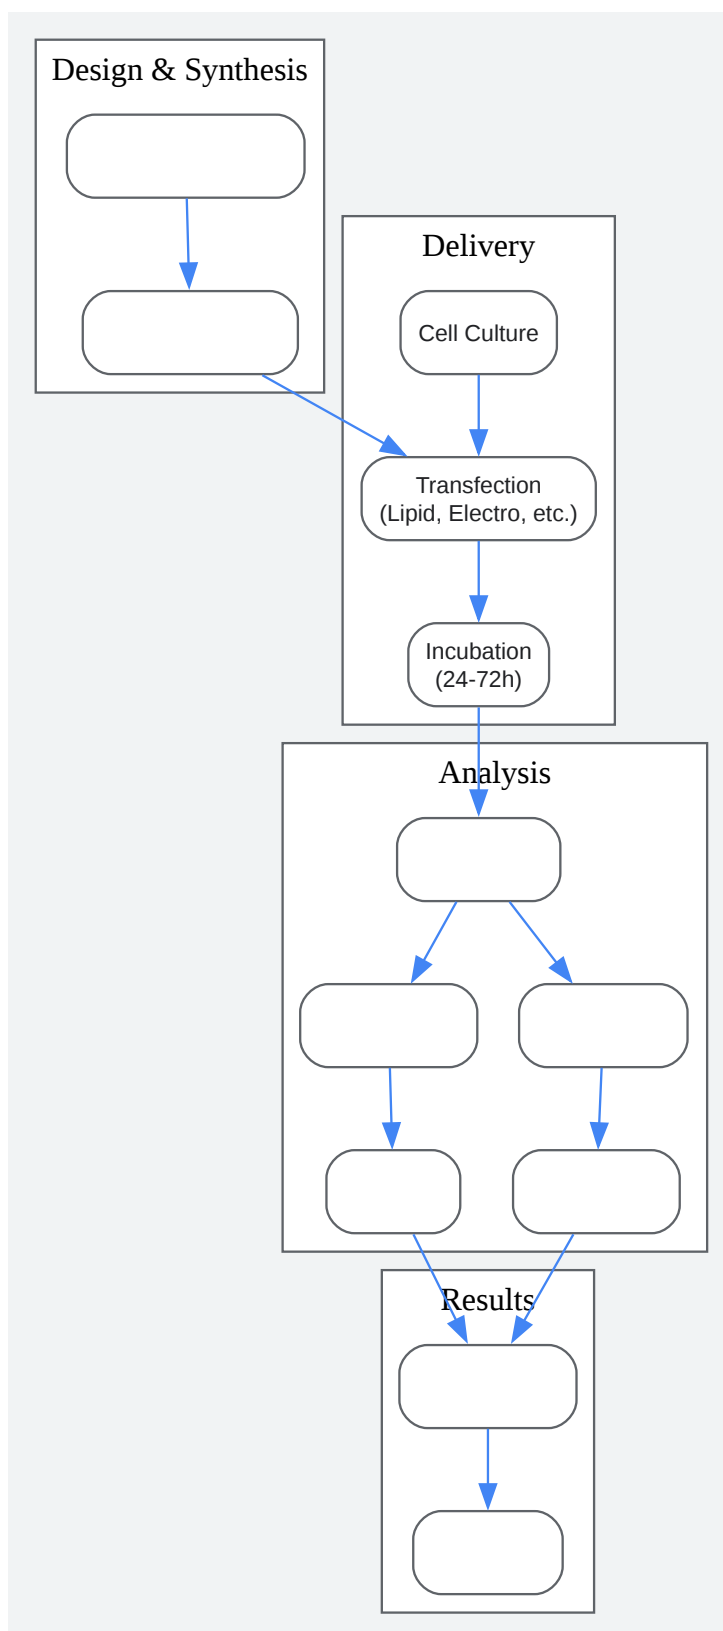 Design & Synthesis
Delivery
Cell Culture
Transfection
(Lipid, Electro, etc.)
Incubation
(24-72h)
Analysis
Results